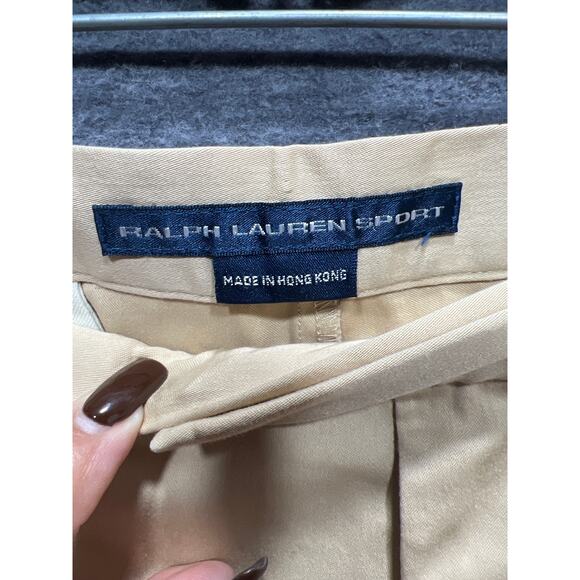 RALPH LAUREN SPORT
MADE IN HONG KONG